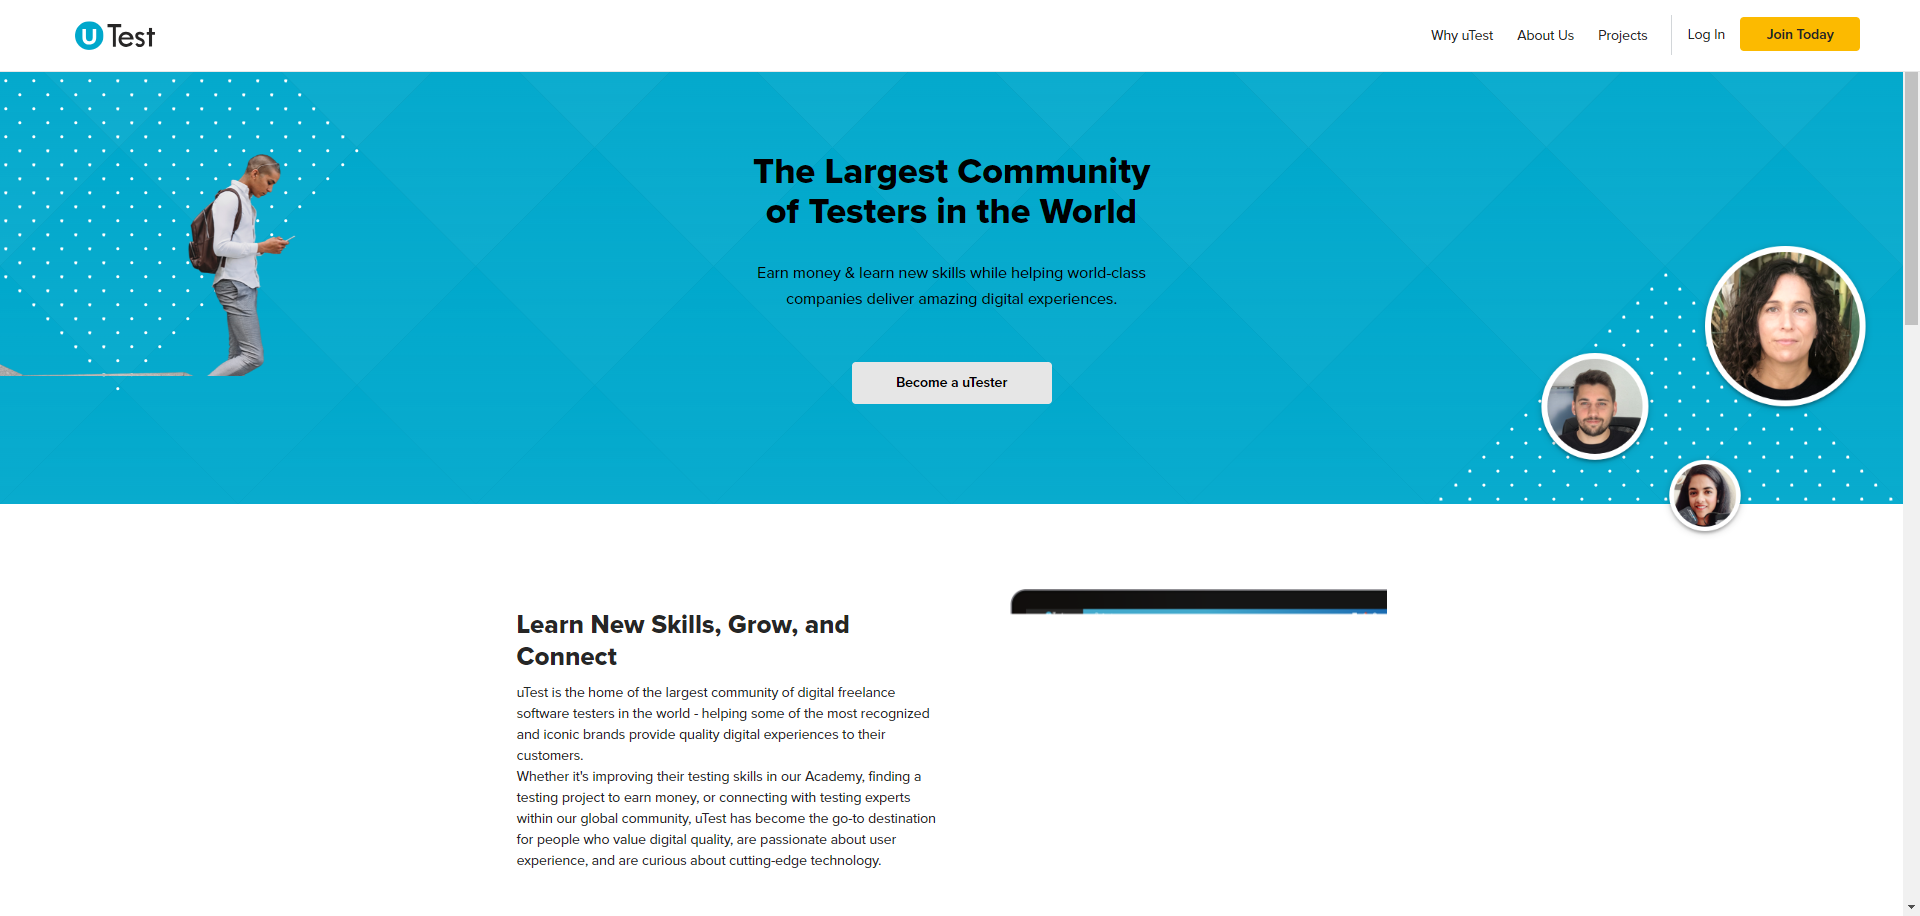 uTest
Why uTest
About Us
Projects
Log In
Join Today
The Largest Community
of Testers in the World
Earn money & learn new skills while helping world-class
companies deliver amazing digital experiences.
Become a uTester
Learn New Skills, Grow, and
Connect
uTest is the home of the largest community of digital freelance
software testers in the world - helping some of the most recognized
and iconic brands provide quality digital experiences to their
customers.
Whether it's improving their testing skills in our Academy, finding a
testing project to earn money, or connecting with testing experts
within our global community, uTest has become the go-to destination
for people who value digital quality, are passionate about user
experience, and are curious about cutting-edge technology.